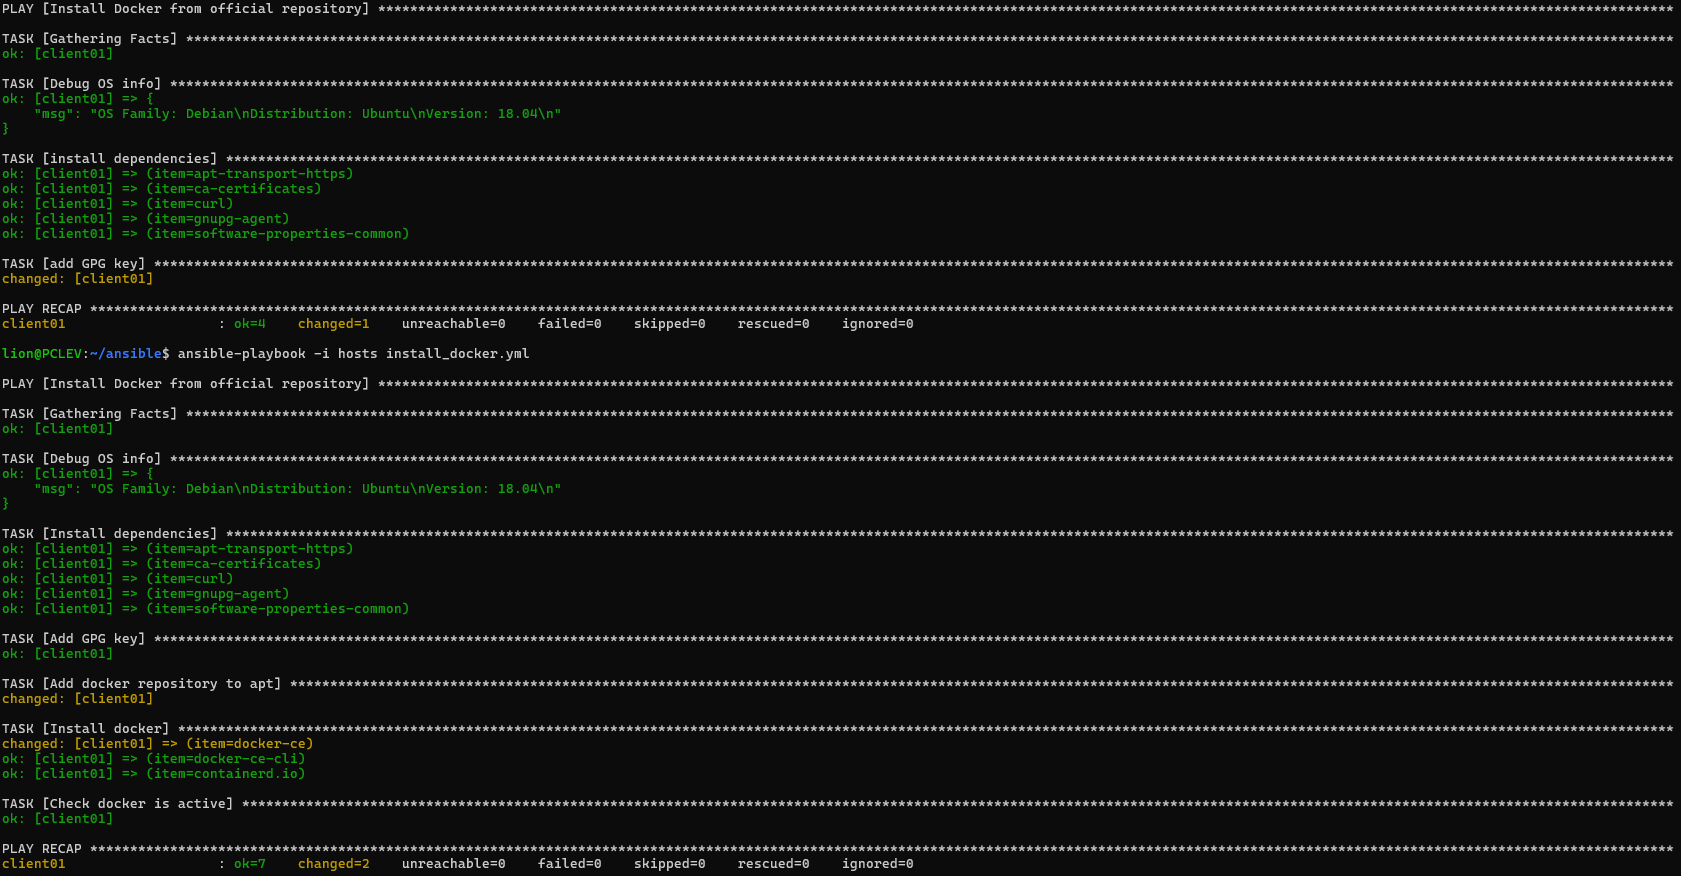 PLAY [Install Docker from official repository] ******************************************************************************************************************************************************************
TASK [Gathering Facts] ******************************************************************************************************************************************************************************************
ok: [client01]
TASK [Debug OS info] ********************************************************************************************************************************************************************************************
ok: [client01] => {
    "msg": "OS Family: Debian\nDistribution: Ubuntu\nVersion: 18.04\n"
}
TASK [install dependencies] *************************************************************************************************************************************************************************************
ok: [client01] => (item=apt-transport-https)
ok: [client01] => (item=ca-certificates)
ok: [client01] => (item=curl)
ok: [client01] => (item=gnupg-agent)
ok: [client01] => (item=software-properties-common)
TASK [add GPG key] **********************************************************************************************************************************************************************************************
changed: [client01]
PLAY RECAP ******************************************************************************************************************************************************************************************************
client01                   : ok=4    changed=1    unreachable=0    failed=0    skipped=0    rescued=0    ignored=0
lion@PCLEV:~/ansible$ ansible-playbook -i hosts install_docker.yml
PLAY [Install Docker from official repository] ******************************************************************************************************************************************************************
TASK [Gathering Facts] ******************************************************************************************************************************************************************************************
ok: [client01]
TASK [Debug OS info] ********************************************************************************************************************************************************************************************
ok: [client01] => {
    "msg": "OS Family: Debian\nDistribution: Ubuntu\nVersion: 18.04\n"
}
TASK [Install dependencies] *************************************************************************************************************************************************************************************
ok: [client01] => (item=apt-transport-https)
ok: [client01] => (item=ca-certificates)
ok: [client01] => (item=curl)
ok: [client01] => (item=gnupg-agent)
ok: [client01] => (item=software-properties-common)
TASK [Add GPG key] **********************************************************************************************************************************************************************************************
ok: [client01]
TASK [Add docker repository to apt] *****************************************************************************************************************************************************************************
changed: [client01]
TASK [Install docker] *******************************************************************************************************************************************************************************************
changed: [client01] => (item=docker-ce)
ok: [client01] => (item=docker-ce-cli)
ok: [client01] => (item=containerd.io)
TASK [Check docker is active] ***********************************************************************************************************************************************************************************
ok: [client01]
PLAY RECAP ******************************************************************************************************************************************************************************************************
client01                   : ok=7    changed=2    unreachable=0    failed=0    skipped=0    rescued=0    ignored=0